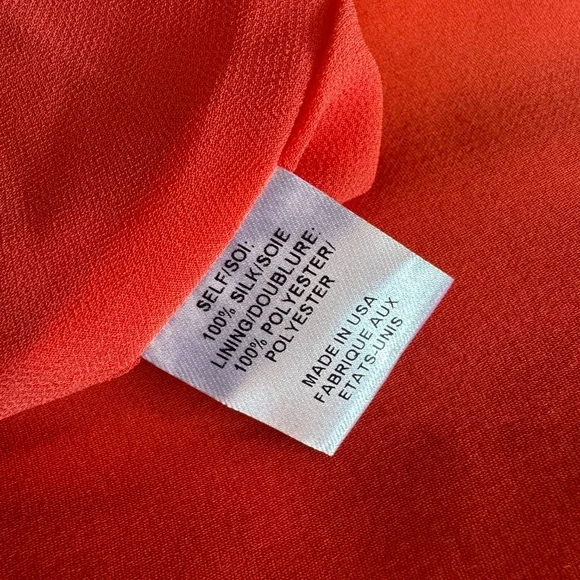 SELF/SOI:
100% SILK/SOIE
LINING/DOUBLURE:
100% POLYESTER/
POLYESTER
MADE IN USA
FABRIQUE AUX
ETATS-UNIS